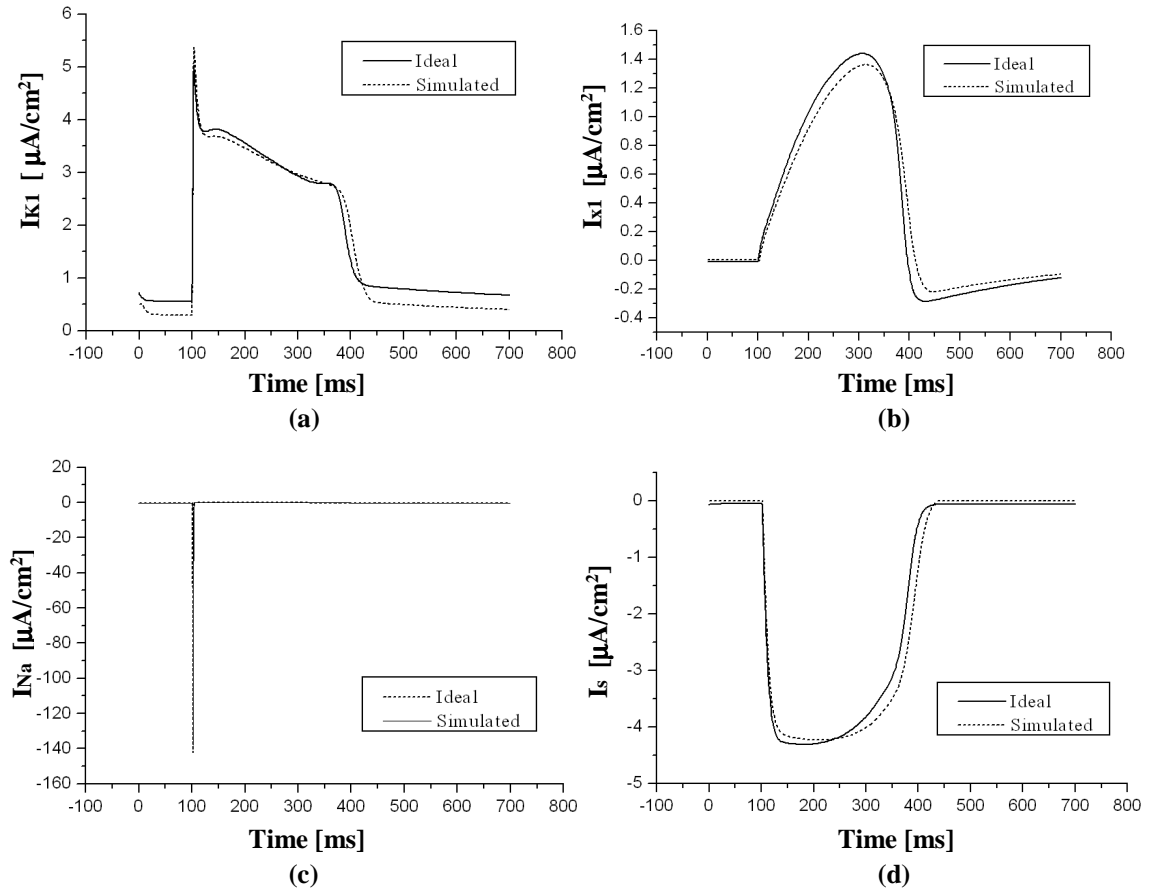 6
5
4
3
2
1
0
I_K1 [ μA/cm²]
Ideal
Simulated
-100 0 100 200 300 400 500 600 700 800
Time [ms]
(a)
1.6
1.4
1.2
1.0
0.8
0.6
0.4
0.2
0.0
-0.2
-0.4
I_x1 [μA/cm²]
Ideal
Simulated
-100 0 100 200 300 400 500 600 700 800
Time [ms]
(b)
20
0
-20
-40
-60
-80
-100
-120
-140
-160
I_Na [μA/cm²]
Ideal
Simulated
-100 0 100 200 300 400 500 600 700 800
Time [ms]
(c)
0
-1
-2
-3
-4
-5
I_s [μA/cm²]
Ideal
Simulated
-100 0 100 200 300 400 500 600 700 800
Time [ms]
(d)